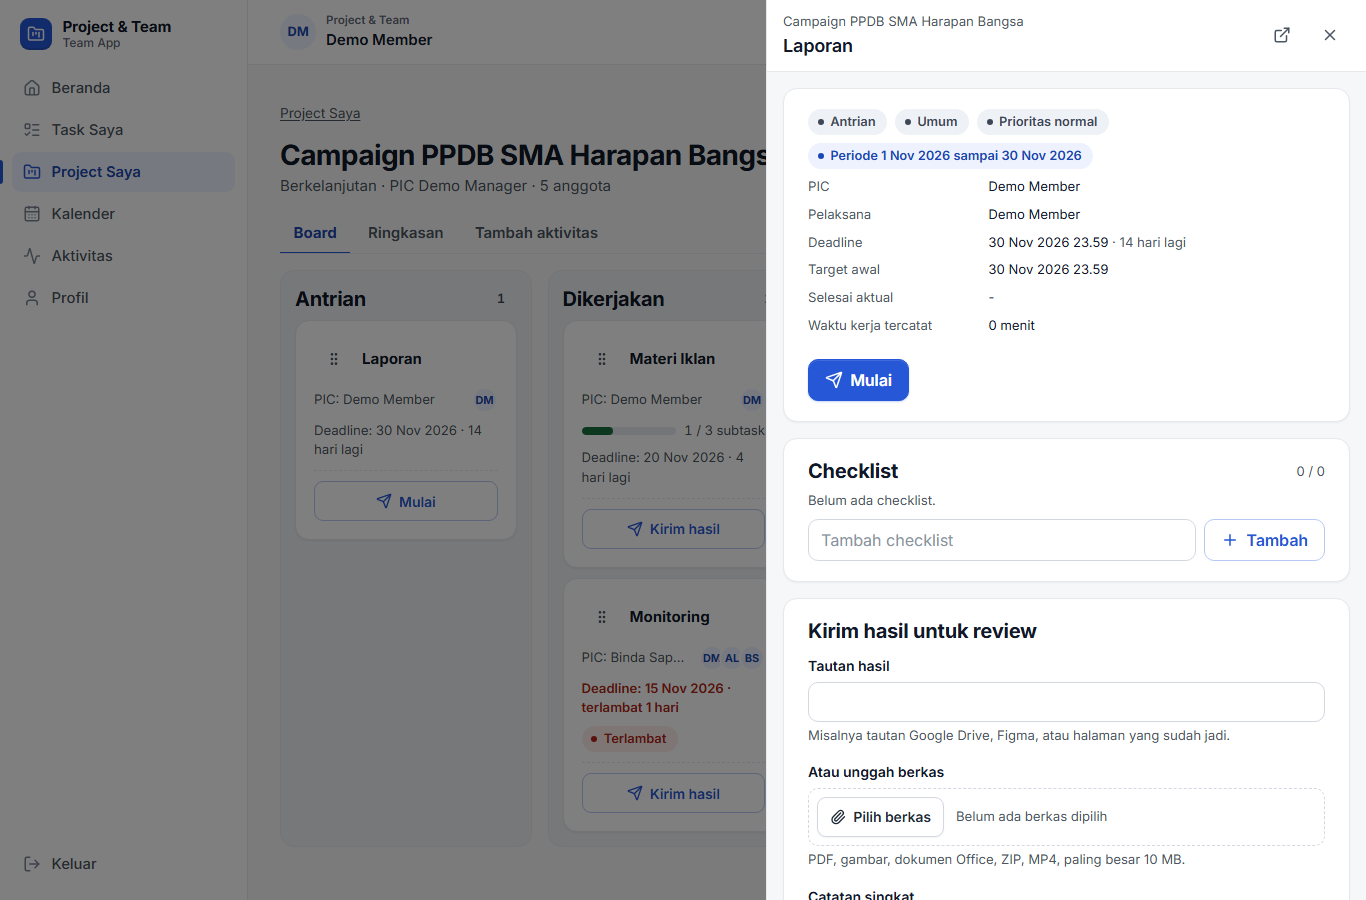 Project & Team
Team App
Beranda
Task Saya
Project Saya
Kalender
Aktivitas
Profil
Keluar
DM
Project & Team
Demo Member
Project Saya
Campaign PPDB SMA Harapan Bangs
Berkelanjutan · PIC Demo Manager · 5 anggota
Board
Ringkasan
Tambah aktivitas
Antrian
1
Laporan
PIC: Demo Member
DM
Deadline: 30 Nov 2026 · 14
hari lagi
Mulai
Dikerjakan
Materi Iklan
PIC: Demo Member
DM
1 / 3 subtask
Deadline: 20 Nov 2026 · 4
hari lagi
Kirim hasil
Monitoring
PIC: Binda Sap...
DM AL BS
Deadline: 15 Nov 2026 ·
terlambat 1 hari
Terlambat
Kirim hasil
Campaign PPDB SMA Harapan Bangsa
Laporan
Antrian
Umum
Prioritas normal
Periode 1 Nov 2026 sampai 30 Nov 2026
PIC Demo Member
Pelaksana Demo Member
Deadline 30 Nov 2026 23.59 · 14 hari lagi
Target awal 30 Nov 2026 23.59
Selesai aktual -
Waktu kerja tercatat 0 menit
Mulai
Checklist
0 / 0
Belum ada checklist.
Tambah checklist
Tambah
Kirim hasil untuk review
Tautan hasil
Misalnya tautan Google Drive, Figma, atau halaman yang sudah jadi.
Atau unggah berkas
Pilih berkas
Belum ada berkas dipilih
PDF, gambar, dokumen Office, ZIP, MP4, paling besar 10 MB.
Catatan singkat